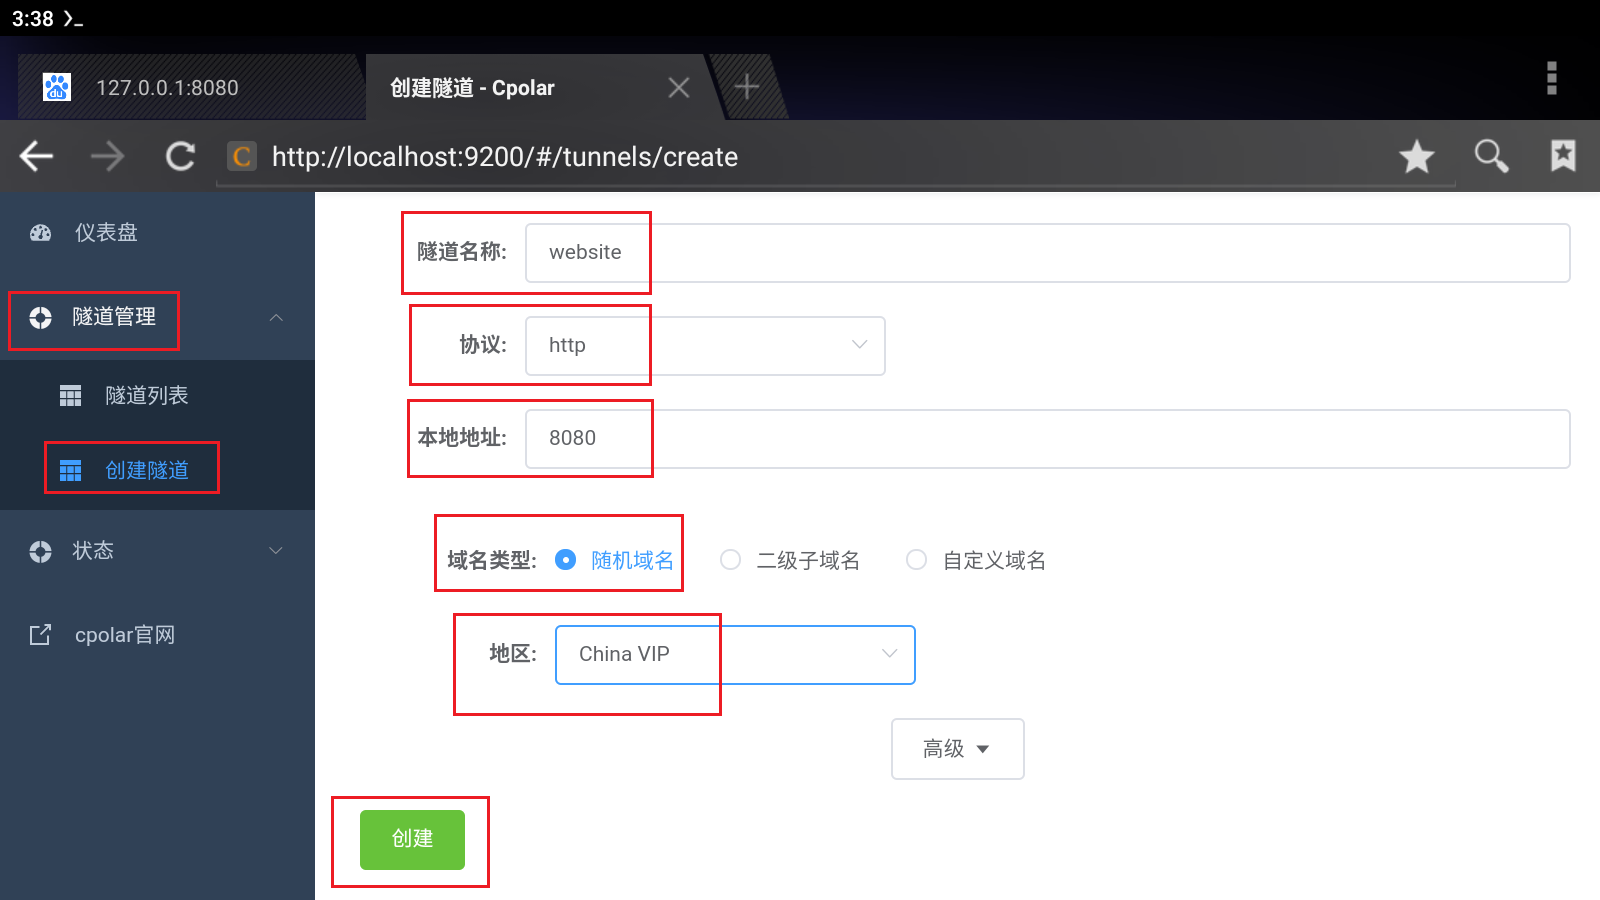 3:38
127.0.0.1:8080
创建隧道 - Cpolar
http://localhost:9200/#/tunnels/create
仪表盘
隧道管理
隧道列表
创建隧道
状态
cpolar官网
隧道名称: website
协议: http
本地地址: 8080
域名类型: 随机域名 二级子域名 自定义域名
地区: China VIP
高级
创建